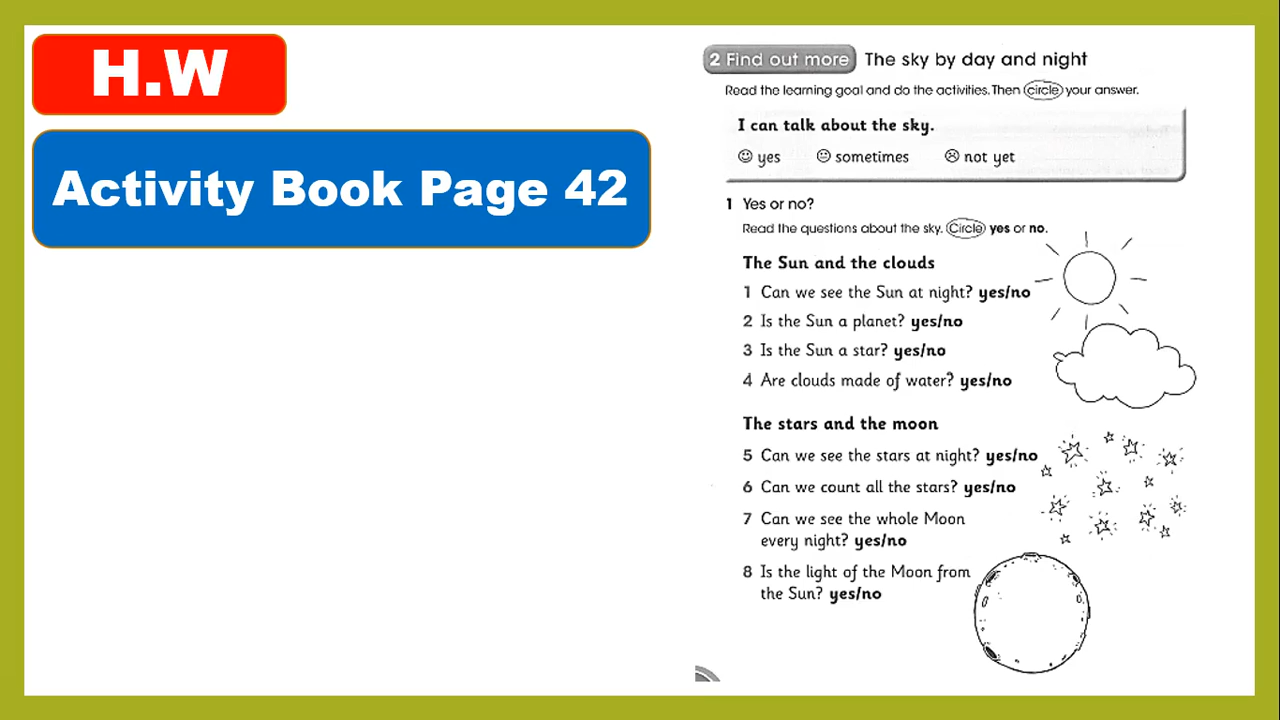 H.W
Activity Book Page 42
2 Find out more The sky by day and night
Read the learning goal and do the activities. Then circle your answer.
I can talk about the sky.
yes sometimes not yet
1 Yes or no?
Read the questions about the sky. Circle yes or no.
The Sun and the clouds
1 Can we see the Sun at night? yes/no
2 Is the Sun a planet? yes/no
3 Is the Sun a star? yes/no
4 Are clouds made of water? yes/no
The stars and the moon
5 Can we see the stars at night? yes/no
6 Can we count all the stars? yes/no
7 Can we see the whole Moon
every night? yes/no
8 Is the light of the Moon from
the Sun? yes/no